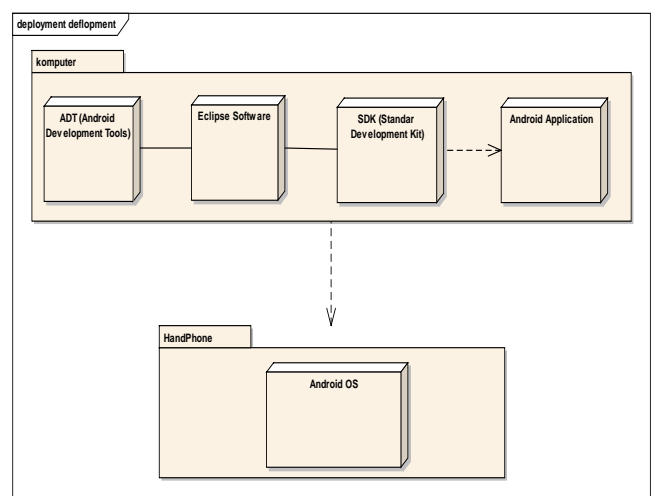 deployment deflopment
komputer
ADT (Android
Development Tools)
Eclipse Software
SDK (Standar
Development Kit)
Android Application
HandPhone
Android OS